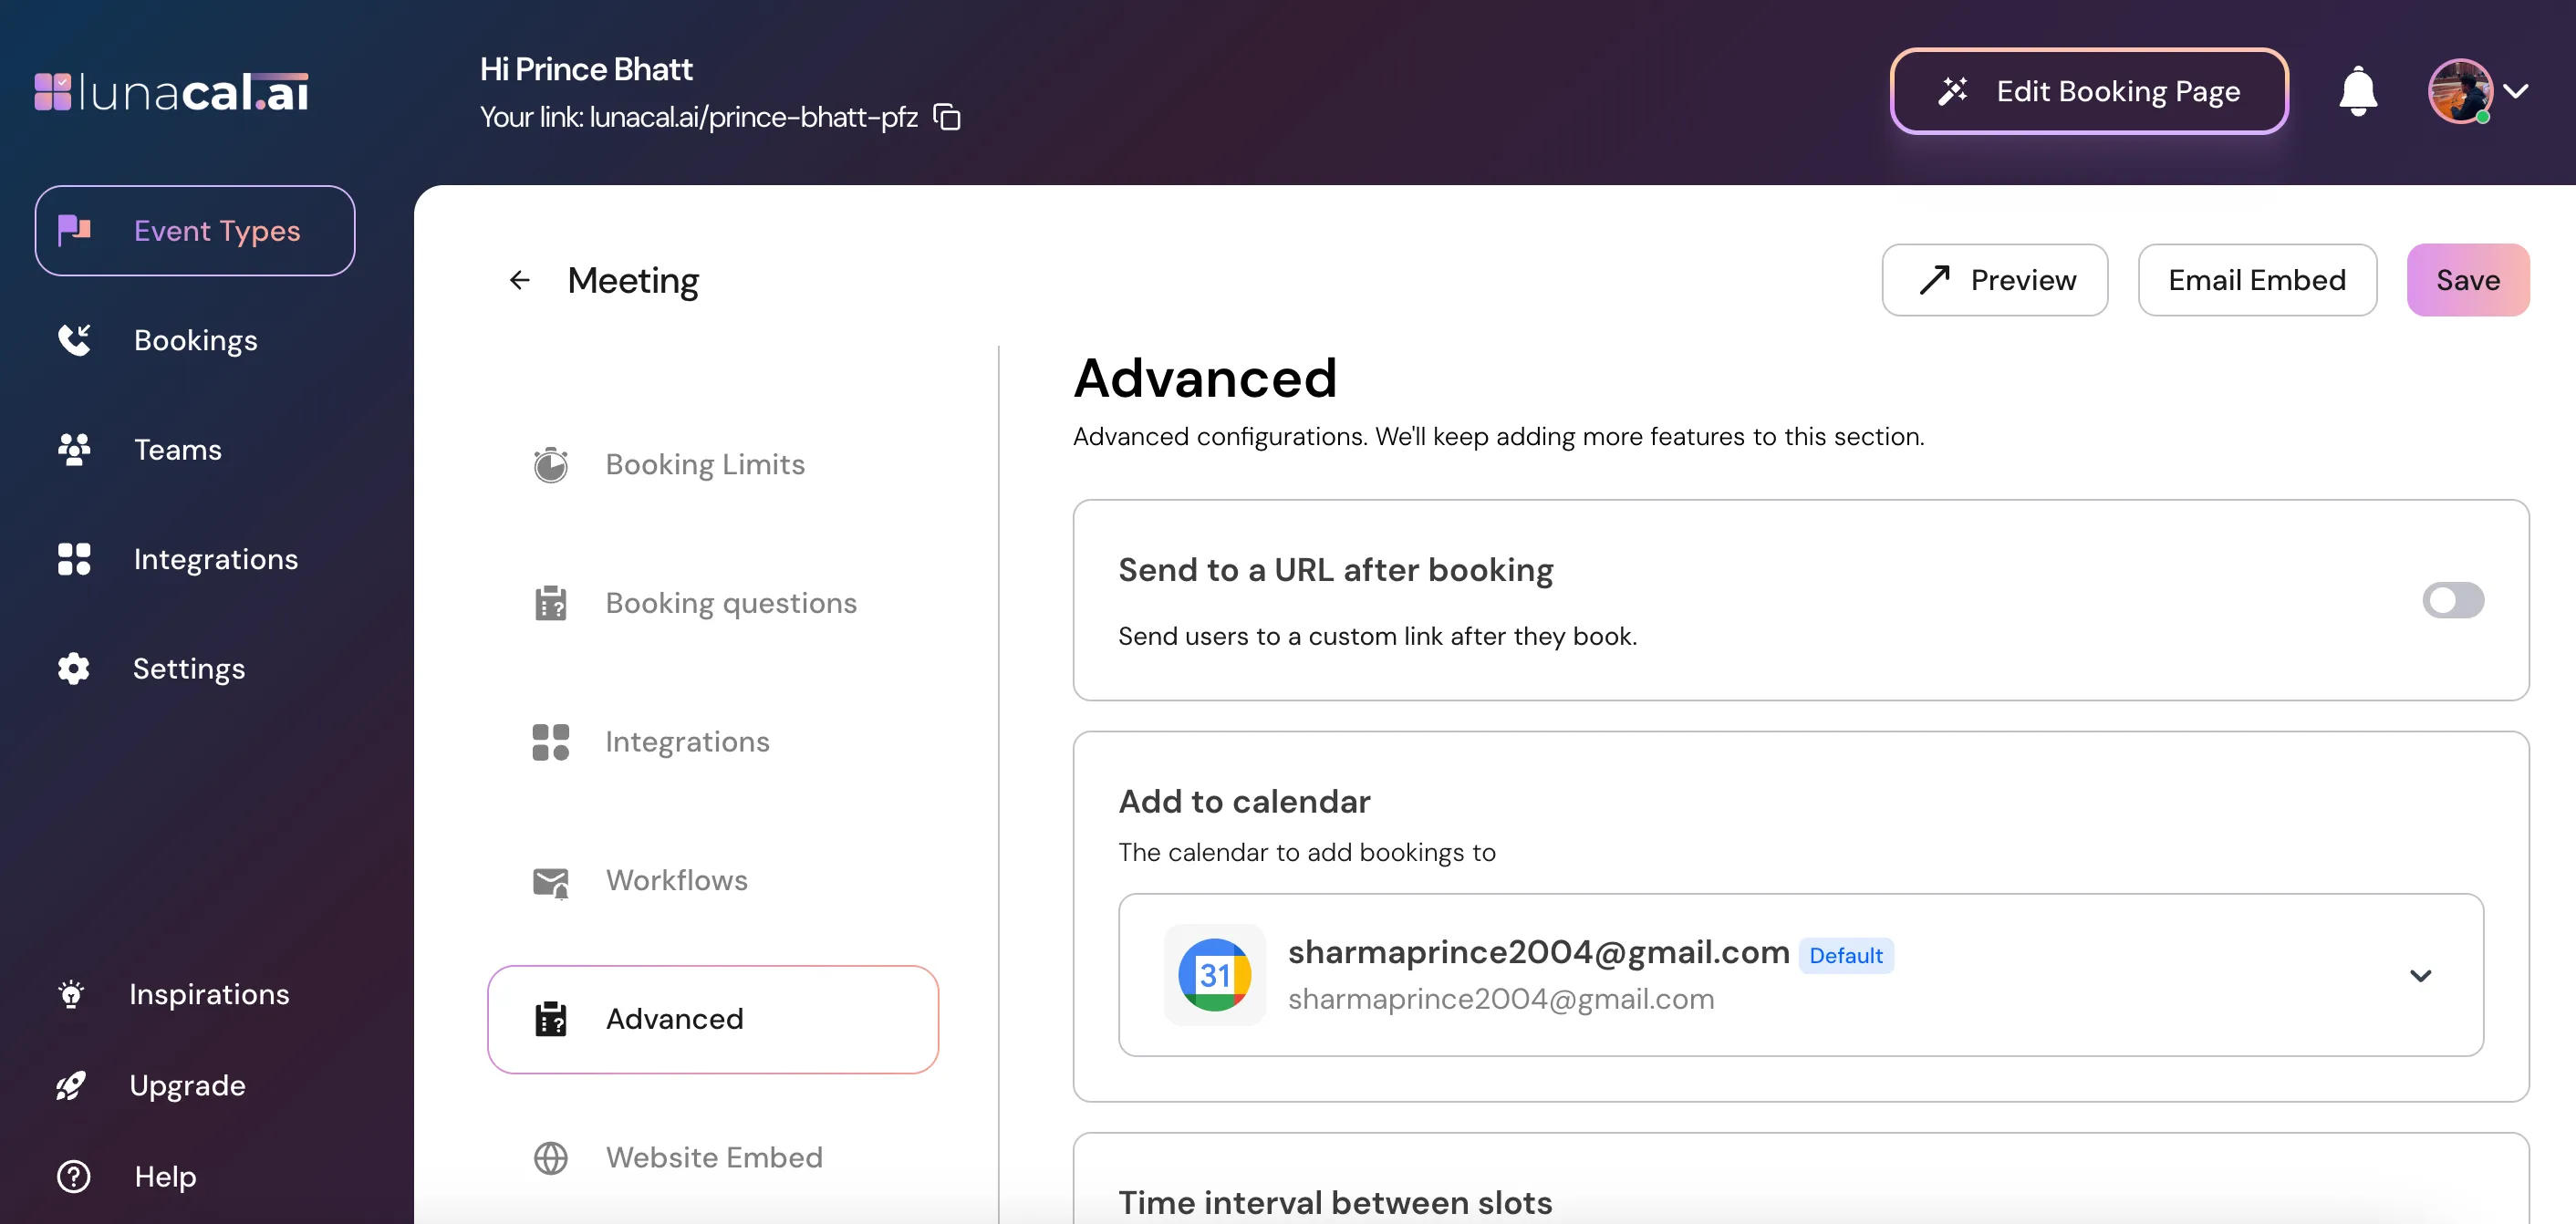 lunacal.ai
Hi Prince Bhatt
Your link: lunacal.ai/prince-bhatt-pfz
Edit Booking Page
Event Types
Bookings
Teams
Integrations
Settings
Inspirations
Upgrade
Help
Meeting
Preview
Email Embed
Save
Booking Limits
Booking questions
Integrations
Workflows
Advanced
Website Embed
Advanced
Advanced configurations. We'll keep adding more features to this section.
Send to a URL after booking
Send users to a custom link after they book.
Add to calendar
The calendar to add bookings to
31
sharmaprince2004@gmail.com Default
sharmaprince2004@gmail.com
Time interval between slots